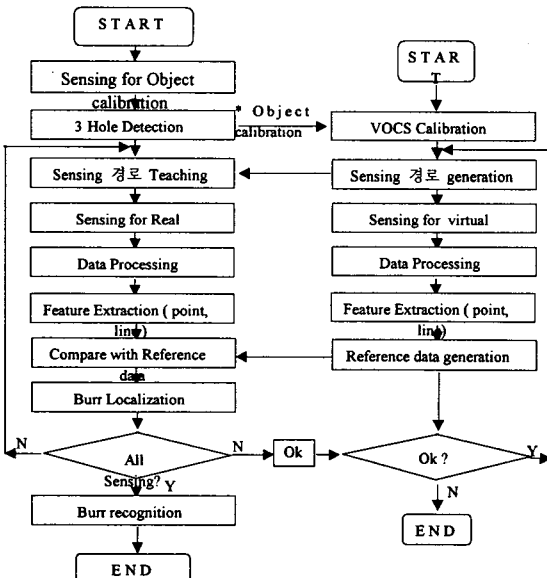 START
Sensing for Object
calibration
3 Hole Detection
* Object
calibration
Sensing 경로 Teaching
Sensing for Real
Data Processing
Feature Extraction ( point,
line)
Compare with Reference
data
Burr Localization
N
All
Sensing?
N
Y
Burr recognition
END
STAR
T
VOCS Calibration
Sensing 경로 generation
Sensing for virtual
Data Processing
Feature Extraction ( point,
line)
Reference data generation
Ok
Ok ?
Y
N
END